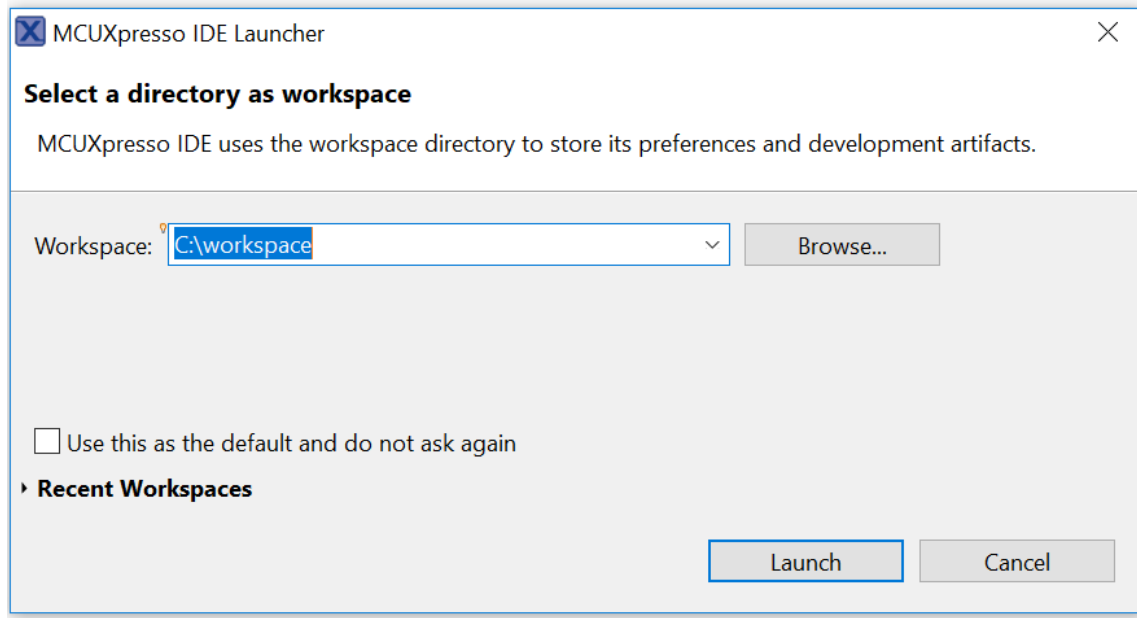 MCUXpresso IDE Launcher
Select a directory as workspace
MCUXpresso IDE uses the workspace directory to store its preferences and development artifacts.
Workspace: C:\workspace Browse...
Use this as the default and do not ask again
Recent Workspaces
Launch Cancel